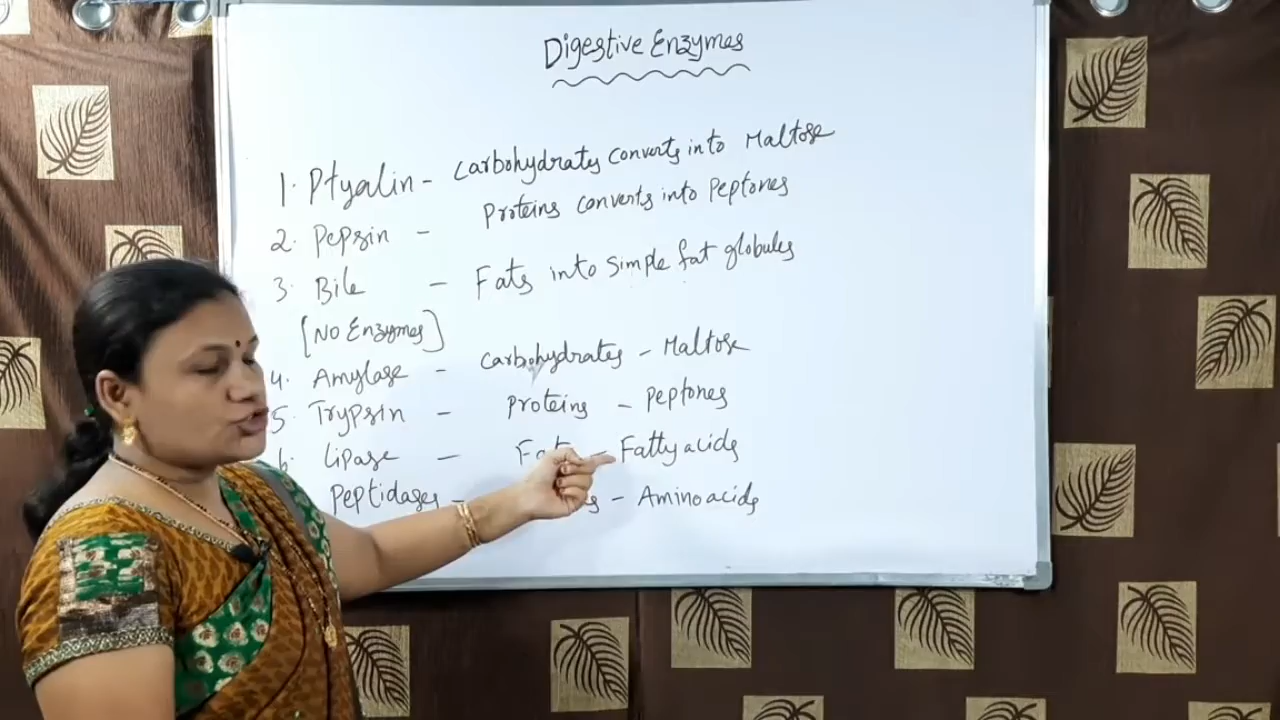 Digestive Enzymes
1. Ptyalin - Carbohydrates Converts into Maltose
2. Pepsin - Proteins converts into Peptones
3. Bile - Fats into simple fat globules
[No Enzymes]
4. Amylase - Carbohydrates - Maltose
5. Trypsin - Proteins - Peptones
6. Lipase - - Fatty acids
Peptidases - - Amino acids